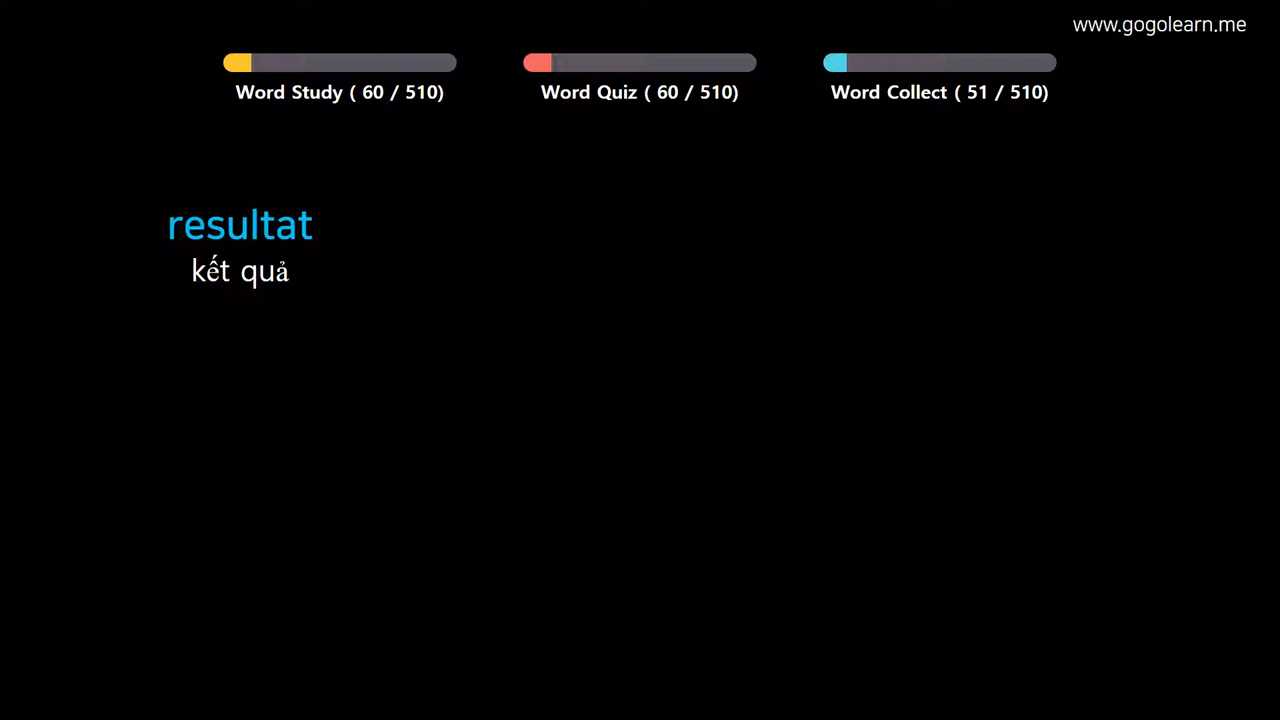 www.gogolearn.me
Word Study ( 60 / 510)
Word Quiz ( 60 / 510)
Word Collect ( 51 / 510)
resultat
kết quả